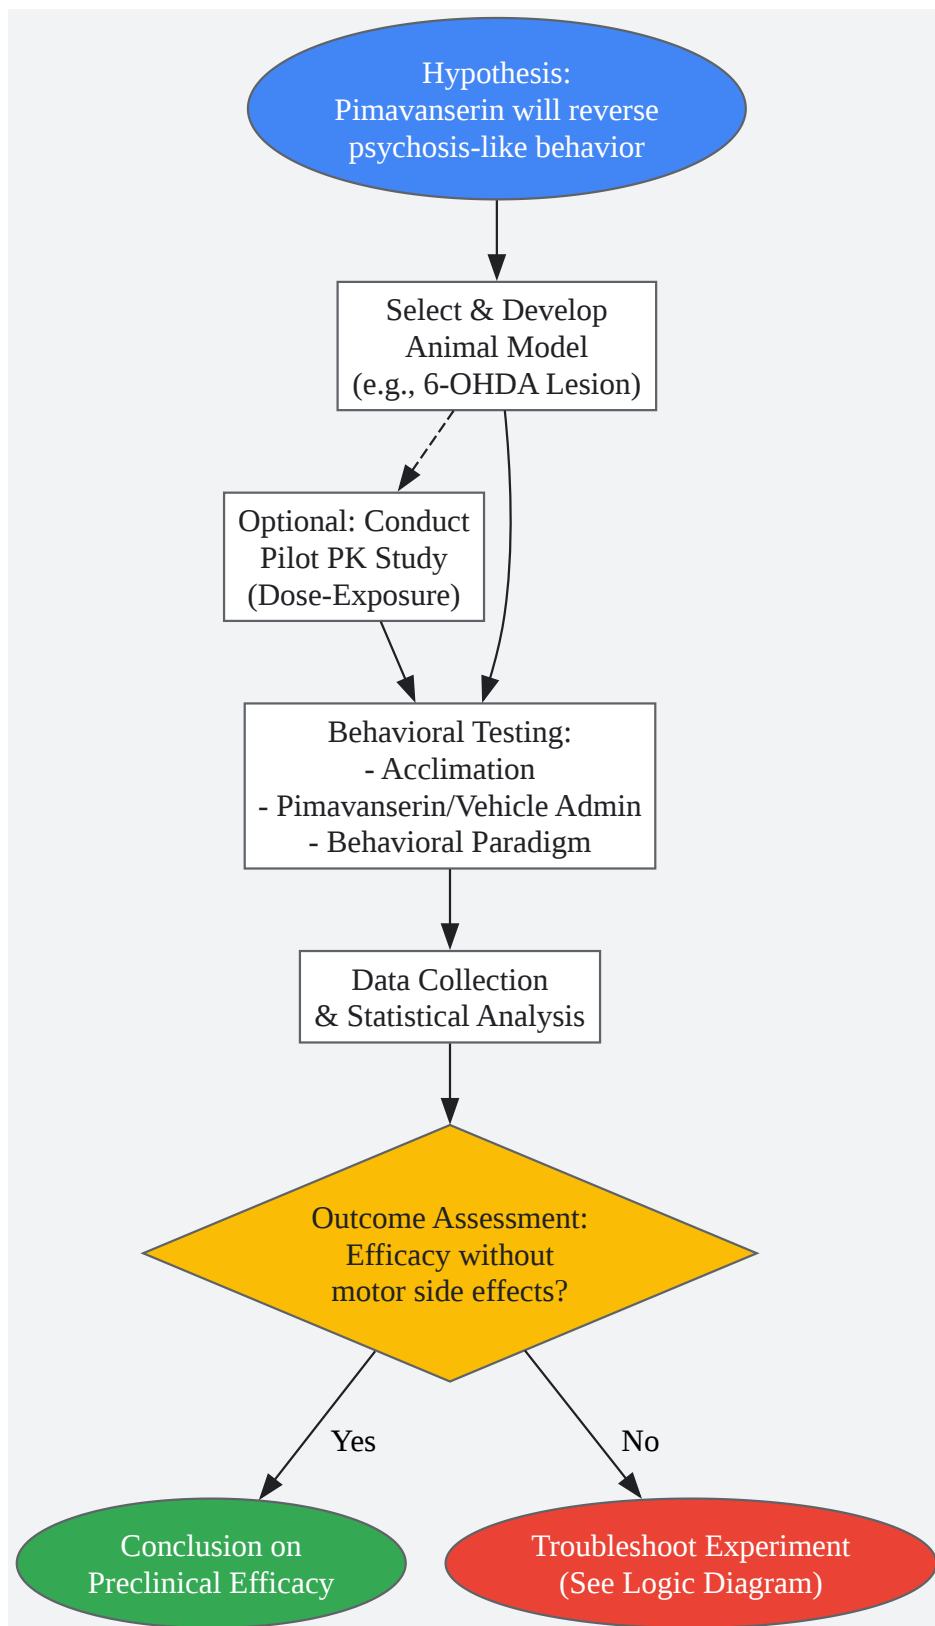 Hypothesis:
Pimavanserin will reverse
psychosis-like behavior
Select & Develop
Animal Model
(e.g., 6-OHDA Lesion)
Optional: Conduct
Pilot PK Study
(Dose-Exposure)
Behavioral Testing:
- Acclimation
- Pimavanserin/Vehicle Admin
- Behavioral Paradigm
Data Collection
& Statistical Analysis
Outcome Assessment:
Efficacy without
motor side effects?
Yes
No
Conclusion on
Preclinical Efficacy
Troubleshoot Experiment
(See Logic Diagram)